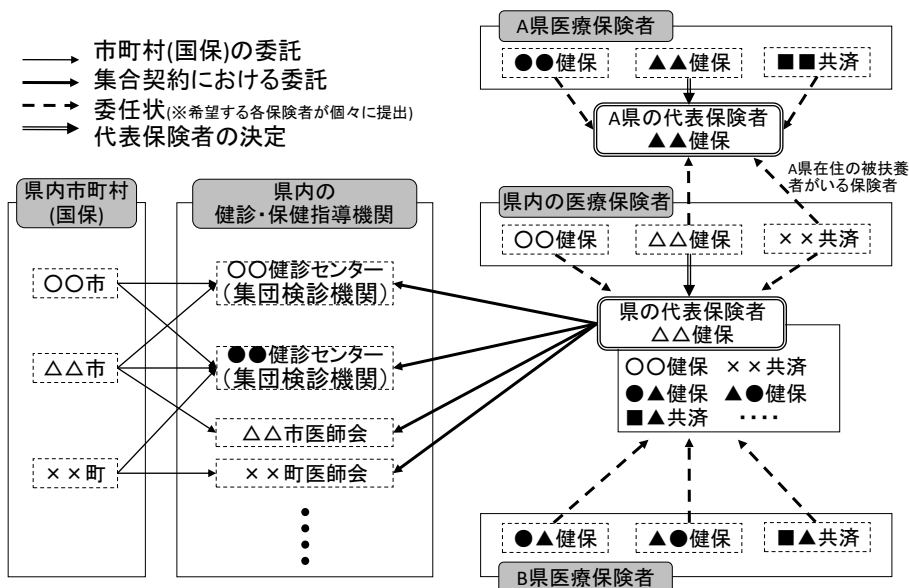 市町村(国保)の委託
集合契約における委託
委任状(※希望する各保険者が個々に提出)
代表保険者の決定
A県医療保険者
●●健保
▲▲健保
■■共済
A県の代表保険者
▲▲健保
A県在住の被扶養
者がいる保険者
県内市町村
(国保)
〇〇市
△△市
××町
県内の
健診・保健指導機関
〇〇健診センター
(集団検診機関)
●●健診センター
(集団検診機関)
△△市医師会
××町医師会
県内の医療保険者
〇〇健保
△△健保
××共済
県の代表保険者
△△健保
〇〇健保 ××共済
●▲健保 ▲●健保
■▲共済 ････
●▲健保
▲●健保
■▲共済
B県医療保険者